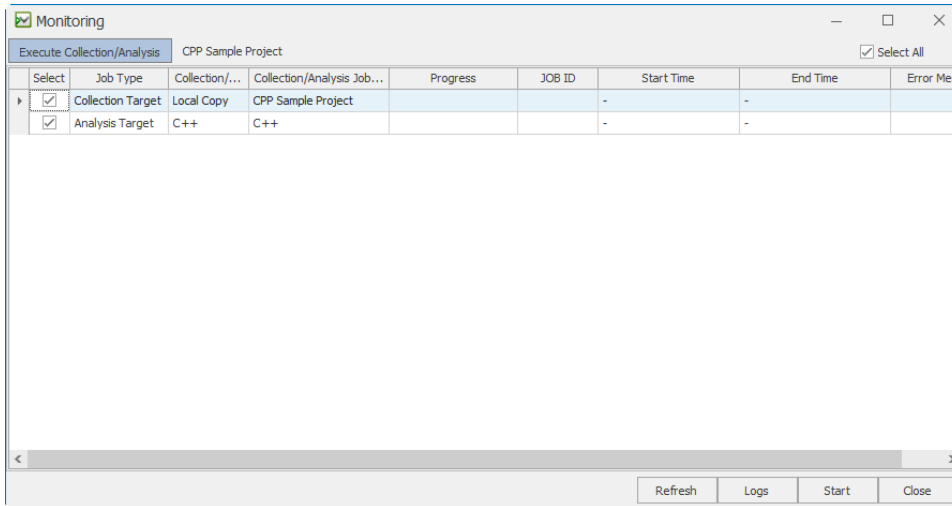 Monitoring
Execute Collection/Analysis CPP Sample Project Select All
Select Job Type Collection/... Collection/Analysis Job... Progress JOB ID Start Time End Time Error Me
Collection Target Local Copy CPP Sample Project - -
Analysis Target C++ C++ - -
Refresh Logs Start Close